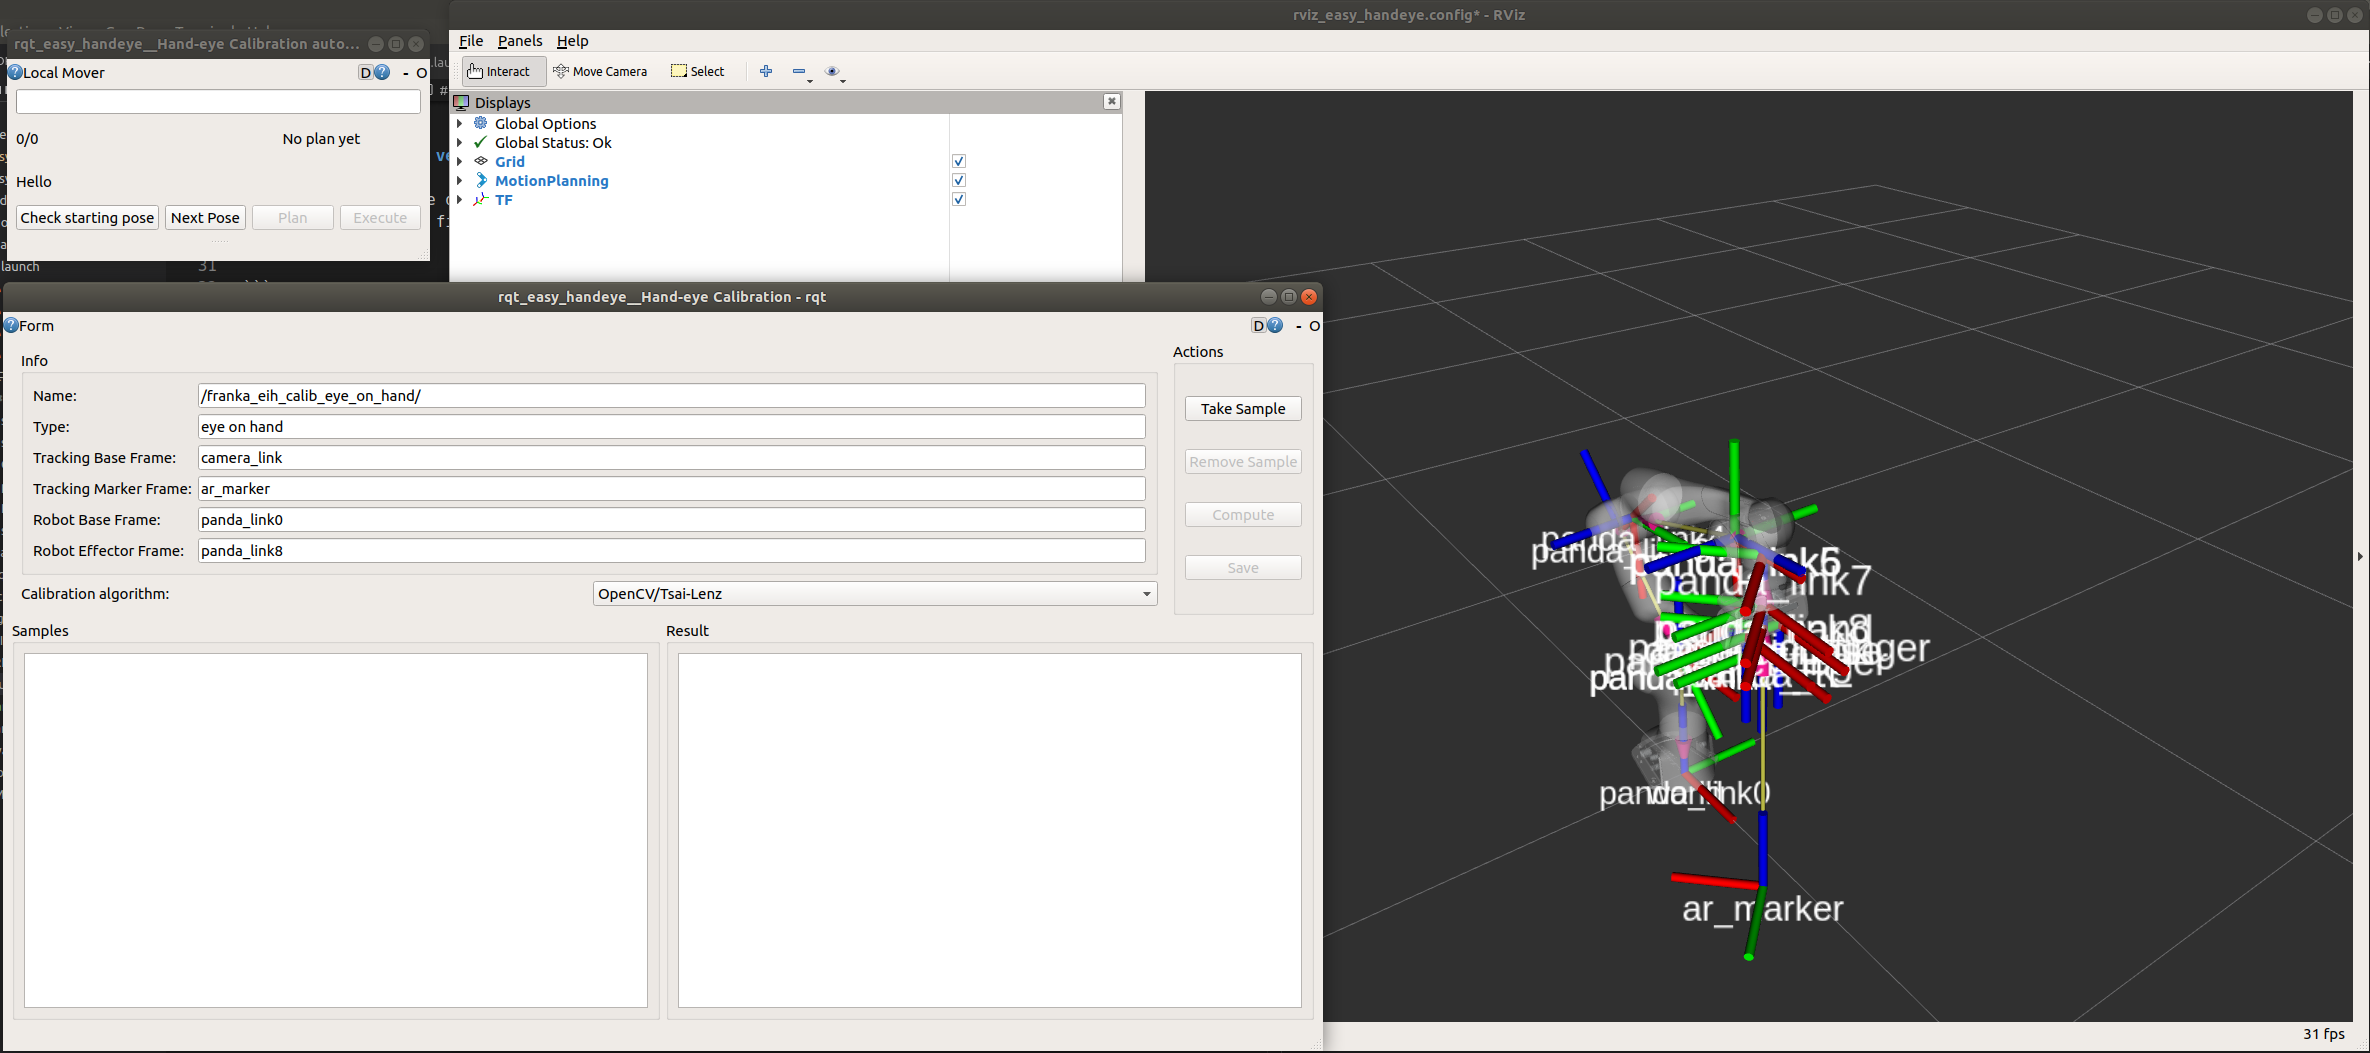 rviz_easy_handeye.config* - RViz
rqt_easy_handeye__Hand-eye Calibration auto...
File Panels Help
Local Mover
D - O
Interact Move Camera Select
Displays
Global Options
0/0 No plan yet
Global Status: Ok
Grid
Hello
MotionPlanning
TF
Check starting pose Next Pose Plan Execute
launch
31
rqt_easy_handeye__Hand-eye Calibration - rqt
Form
D - O
Info
Actions
Name: /franka_eih_calib_eye_on_hand/
Take Sample
Type: eye on hand
Tracking Base Frame: camera_link
Remove Sample
Tracking Marker Frame: ar_marker
Robot Base Frame: panda_link0
Compute
Robot Effector Frame: panda_link8
Save
Calibration algorithm: OpenCV/Tsai-Lenz
Samples
Result
panda_link7
ar_marker
31 fps